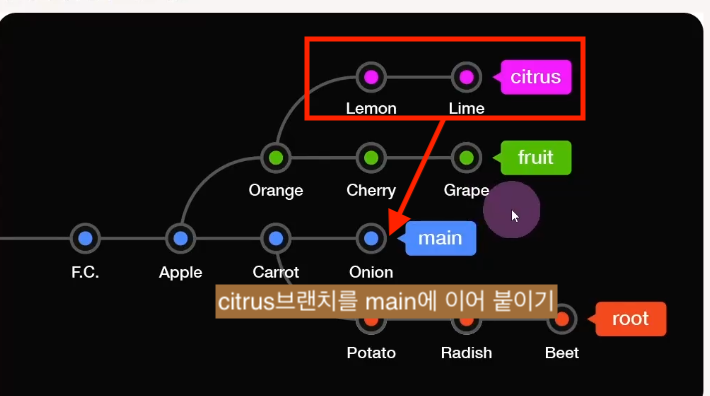 citrus
Lemon Lime
fruit
Orange Cherry Grape
main
F.C. Apple Carrot Onion
citrus브랜치를 main에 이어 붙이기
root
Potato Radish Beet